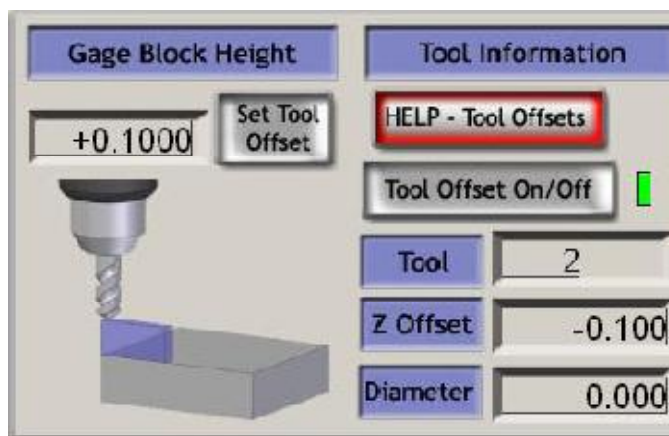 Gage Block Height
+0.1000
Set Tool
Offset
Tool Information
HELP - Tool Offsets
Tool Offset On/Off
Tool
2
Z Offset
-0.100
Diameter
0.000